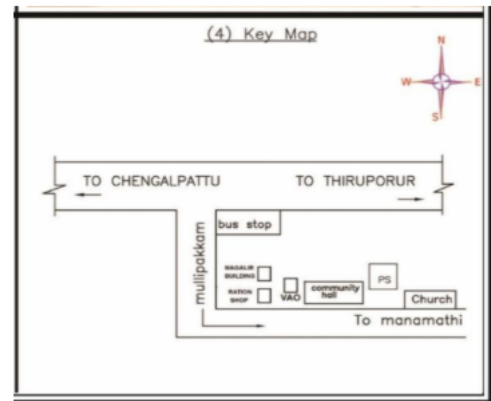 (4) Key Map
N
W E
S
TO CHENGALPATTU TO THIRUPORUR
bus stop
mullipakkam
MAGALIR
BUILDING
RATION
SHOP
VAO
community
hall
PS
Church
To manamathi